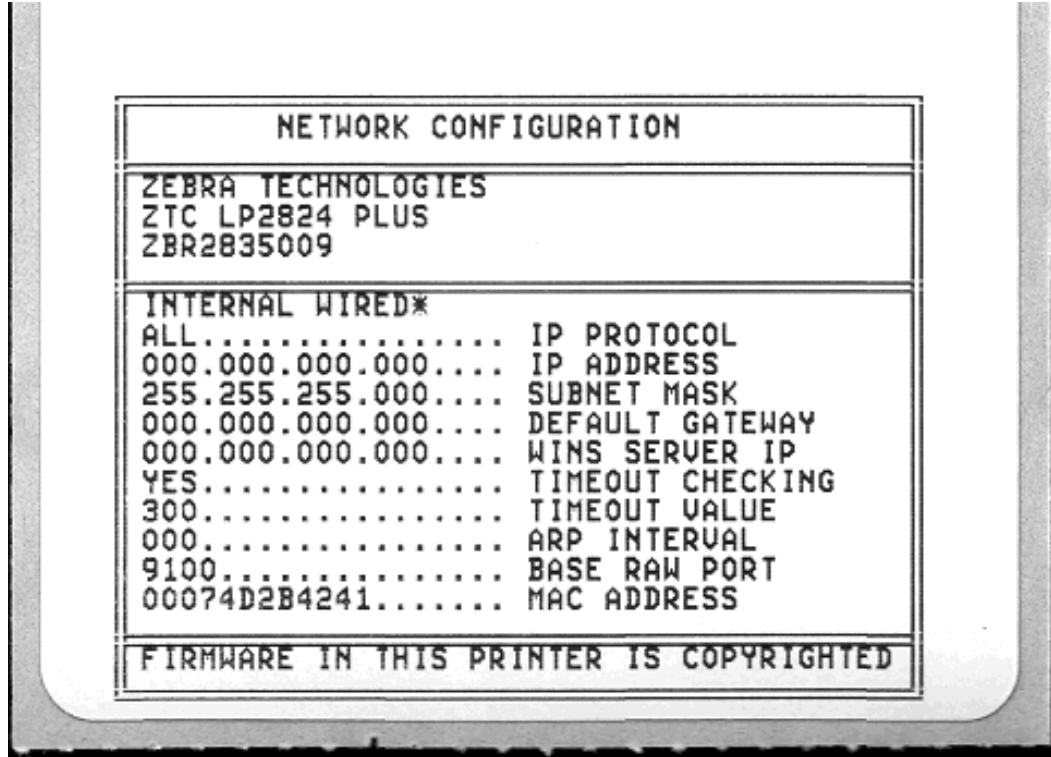 NETWORK CONFIGURATION
ZEBRA TECHNOLOGIES
ZTC LP2824 PLUS
ZBR2835009
INTERNAL WIRED*
ALL................ IP PROTOCOL
000.000.000.000.... IP ADDRESS
255.255.255.000.... SUBNET MASK
000.000.000.000.... DEFAULT GATEWAY
000.000.000.000.... WINS SERVER IP
YES................ TIMEOUT CHECKING
300................ TIMEOUT VALUE
000................ ARP INTERVAL
9100............... BASE RAW PORT
00074D2B4241....... MAC ADDRESS
FIRMWARE IN THIS PRINTER IS COPYRIGHTED